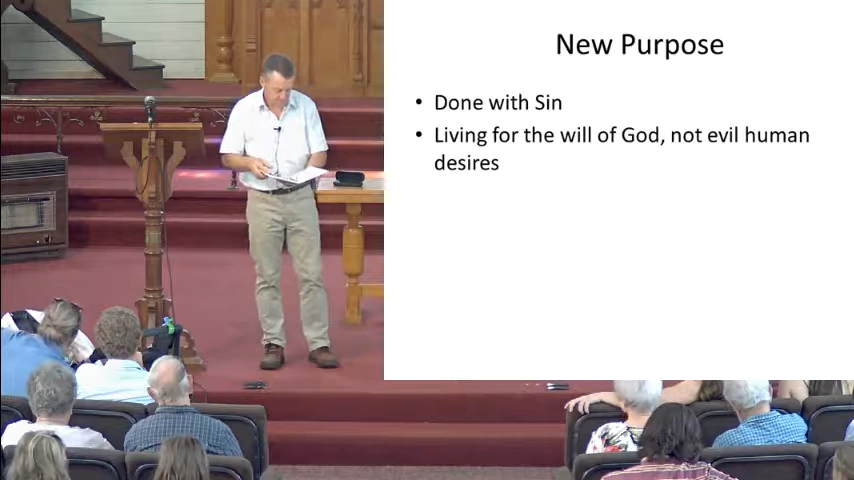 New Purpose
• Done with Sin
• Living for the will of God, not evil human
desires